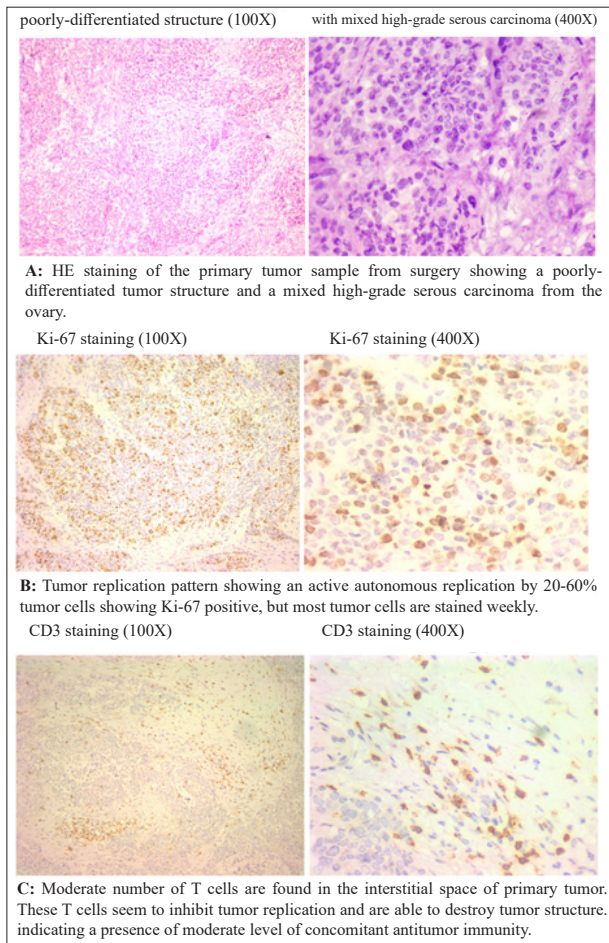 poorly-differentiated structure (100X)
with mixed high-grade serous carcinoma (400X)
A: HE staining of the primary tumor sample from surgery showing a poorly-
differentiated tumor structure and a mixed high-grade serous carcinoma from the
ovary.
Ki-67 staining (100X)
Ki-67 staining (400X)
B: Tumor replication pattern showing an active autonomous replication by 20-60%
tumor cells showing Ki-67 positive, but most tumor cells are stained weekly.
CD3 staining (100X)
CD3 staining (400X)
C: Moderate number of T cells are found in the interstitial space of primary tumor.
These T cells seem to inhibit tumor replication and are able to destroy tumor structure.
indicating a presence of moderate level of concomitant antitumor immunity.